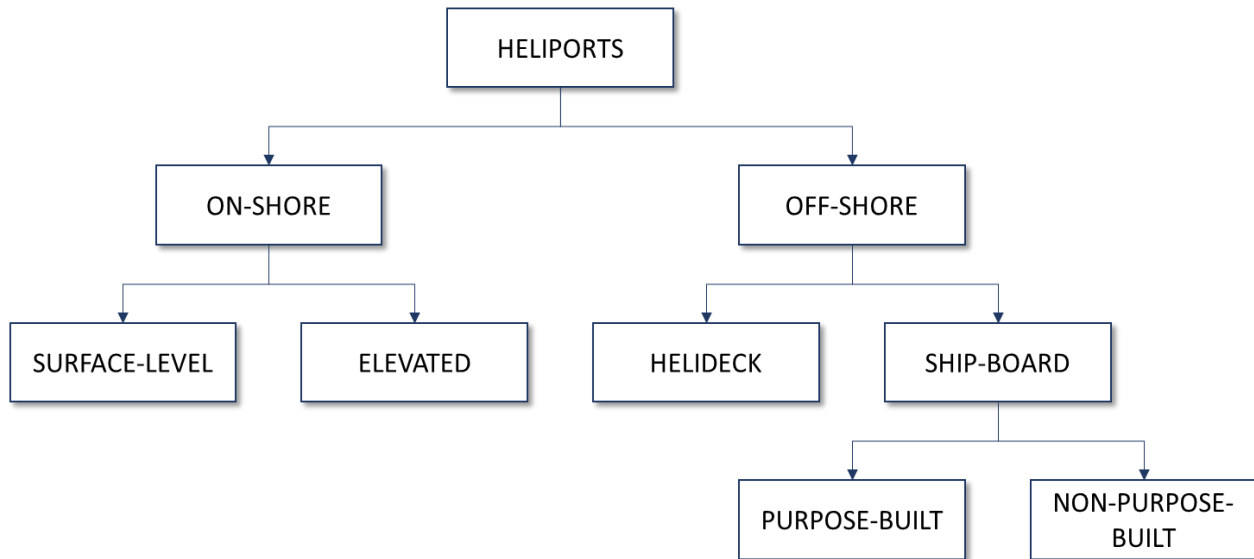 HELIPORTS
ON-SHORE
OFF-SHORE
SURFACE-LEVEL
ELEVATED
HELIDECK
SHIP-BOARD
PURPOSE-BUILT
NON-PURPOSE-
BUILT